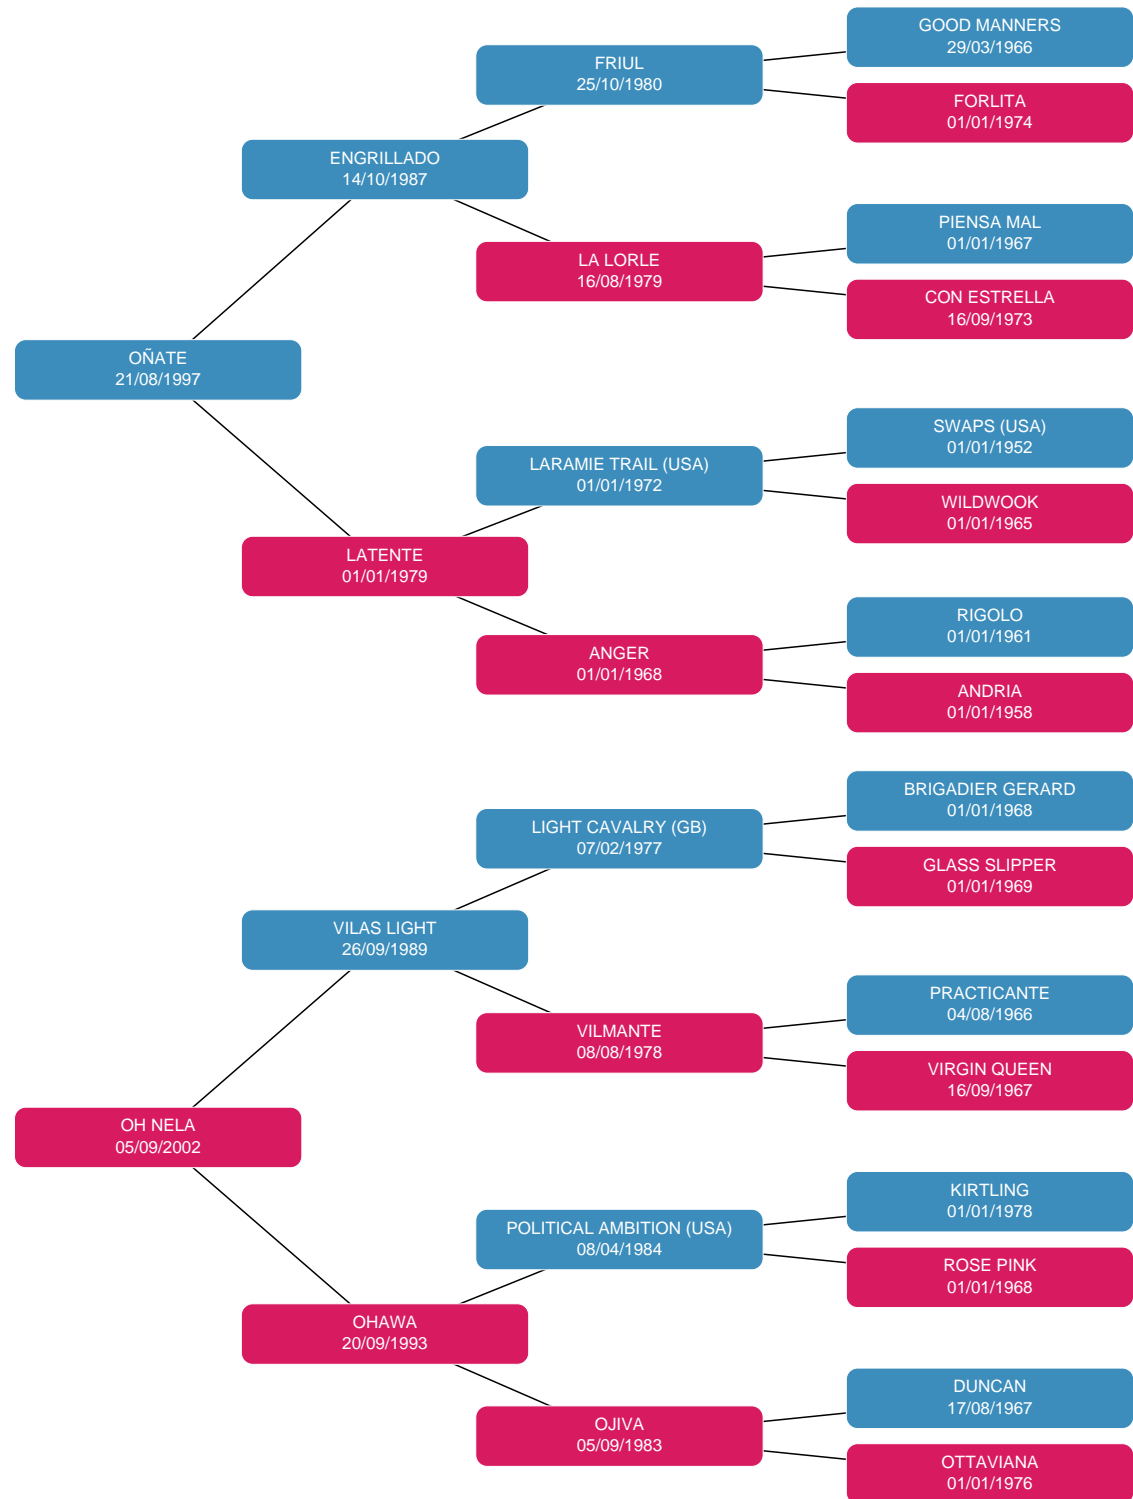 GOOD MANNERS
29/03/1966
FRIUL
25/10/1980
FORLITA
01/01/1974
ENGRILLADO
14/10/1987
PIENSA MAL
01/01/1967
LA LORLE
16/08/1979
CON ESTRELLA
16/09/1973
OÑATE
21/08/1997
SWAPS (USA)
01/01/1952
LARAMIE TRAIL (USA)
01/01/1972
WILDWOOK
01/01/1965
LATENTE
01/01/1979
RIGOLO
01/01/1961
ANGER
01/01/1968
ANDRIA
01/01/1958
BRIGADIER GERARD
01/01/1968
LIGHT CAVALRY (GB)
07/02/1977
GLASS SLIPPER
01/01/1969
VILAS LIGHT
26/09/1989
PRACTICANTE
04/08/1966
VILMANTE
08/08/1978
VIRGIN QUEEN
16/09/1967
OH NELA
05/09/2002
KIRTLING
01/01/1978
POLITICAL AMBITION (USA)
08/04/1984
ROSE PINK
01/01/1968
OHAWA
20/09/1993
DUNCAN
17/08/1967
OJIVA
05/09/1983
OTTAVIANA
01/01/1976